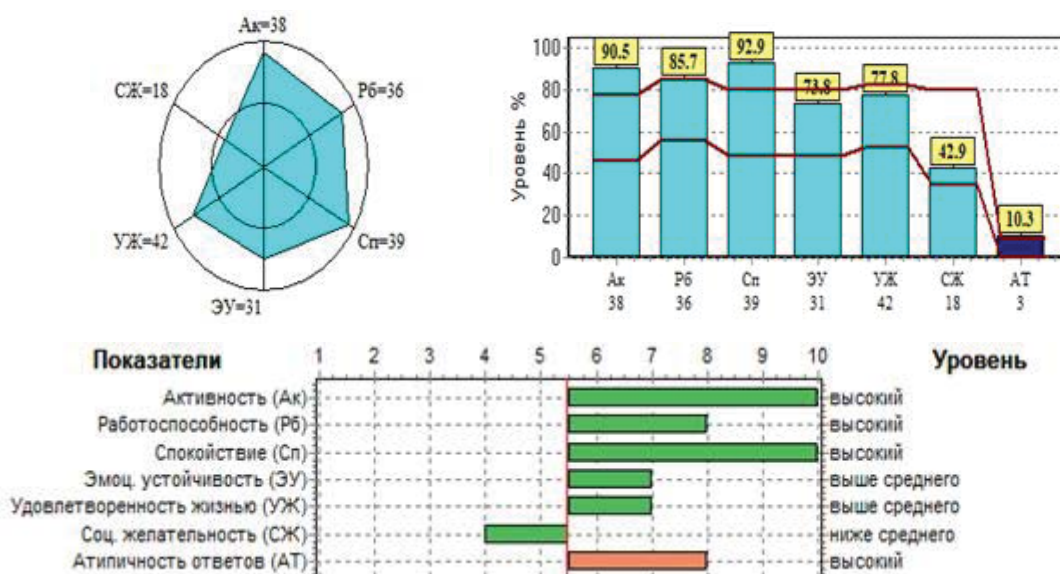 Ак=38
СЖ=18
Рб=36
УЖ=42
Сп=39
ЭУ=31
Уровень %
100
80
60
40
20
0
90.5
85.7
92.9
73.8
77.8
42.9
10.3
Ак Рб Сп ЭУ УЖ СЖ АТ
38 36 39 31 42 18 3
Показатели 1 2 3 4 5 6 7 8 9 10 Уровень
Активность (Ак) высокий
Работоспособность (Рб) высокий
Спокойствие (Сп) высокий
Эмоц. устойчивость (ЭУ) выше среднего
Удовлетворенность жизнью (УЖ) выше среднего
Соц. желательность (СЖ) ниже среднего
Атипичность ответов (АТ) высокий